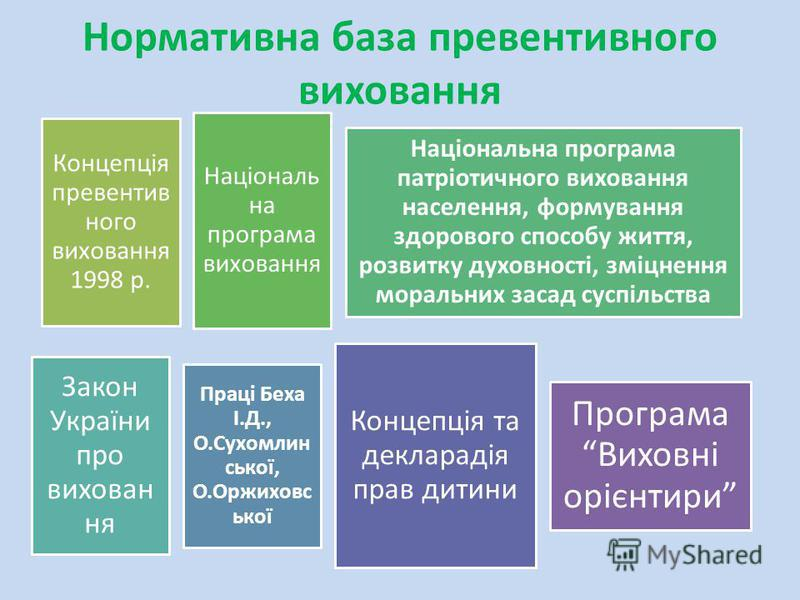 Нормативна база превентивного
виховання
Концепція
превентив
ного
виховання
1998 р.
Національ
на
програма
виховання
Національна програма
патріотичного виховання
населення, формування
здорового способу життя,
розвитку духовності, зміцнення
моральних засад суспільства
Закон
України
про
вихован
ня
Праці Беха
І.Д.,
О.Сухомлин
ської,
О.Оржиховс
ької
Концепція та
декларадія
прав дитини
Програма
“Виховні
орієнтири”
MyShared